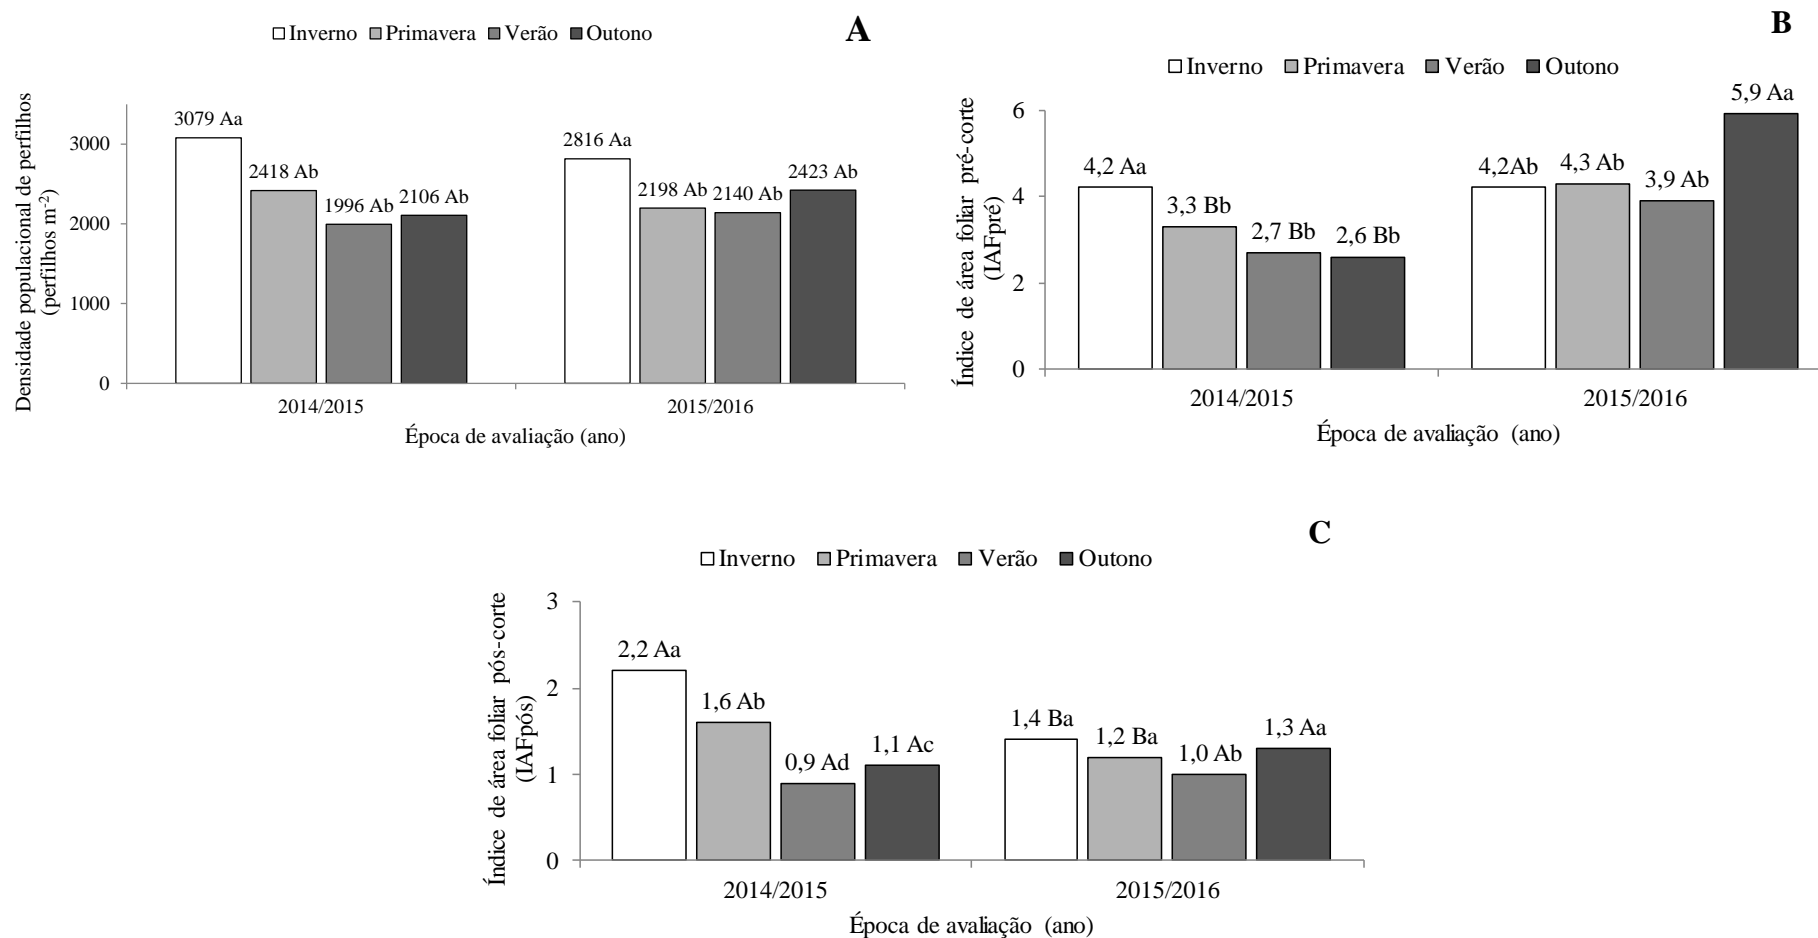 A
Inverno Primavera Verão Outono
Densidade populacional de perfilhos
(perfilhos m-2)
3000
2000
1000
0
3079 Aa
2418 Ab
1996 Ab
2106 Ab
2816 Aa
2198 Ab
2140 Ab
2423 Ab
2014/2015
2015/2016
Época de avaliação (ano)
B
Inverno Primavera Verão Outono
Índice de área foliar pré-corte
(IAFpré)
6
4
2
0
4,2 Aa
3,3 Bb
2,7 Bb
2,6 Bb
4,2Ab
4,3 Ab
3,9 Ab
5,9 Aa
2014/2015
2015/2016
Época de avaliação (ano)
C
Inverno Primavera Verão Outono
Índice de área foliar pós-corte
(IAFpós)
3
2
1
0
2,2 Aa
1,6 Ab
0,9 Ad
1,1 Ac
1,4 Ba
1,2 Ba
1,0 Ab
1,3 Aa
2014/2015
2015/2016
Época de avaliação (ano)